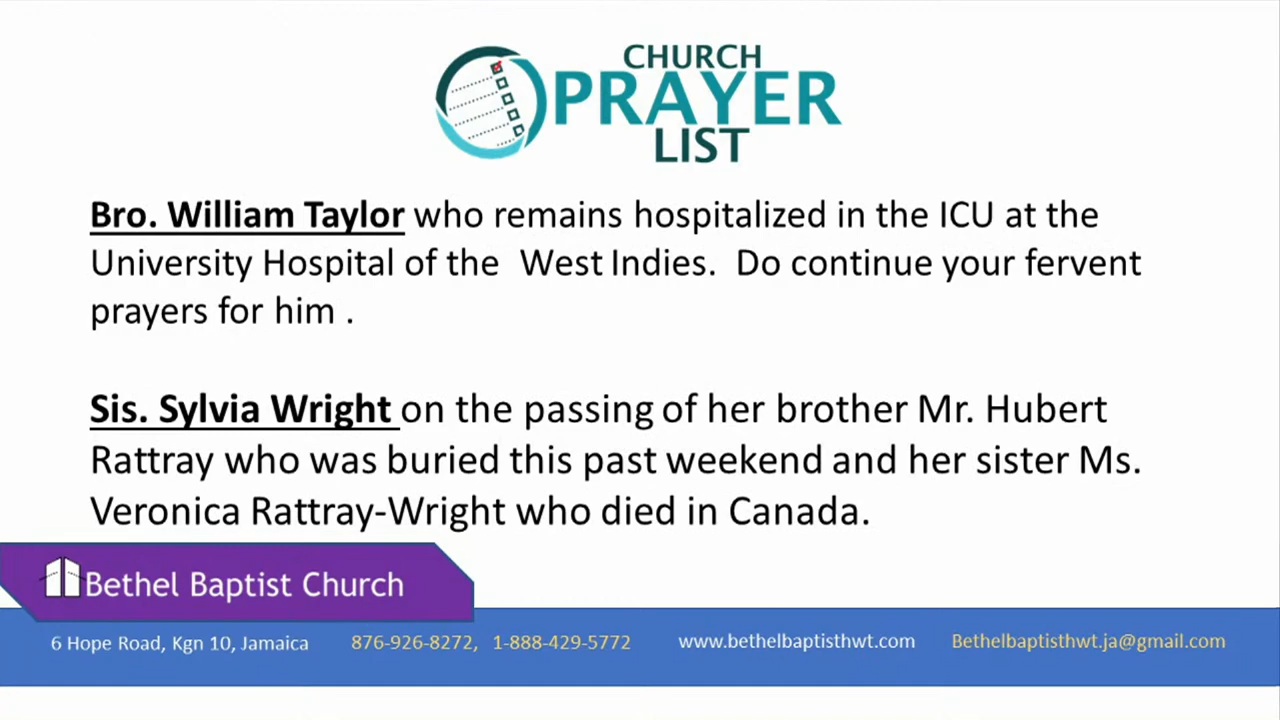 CHURCH
PRAYER
LIST
Bro. William Taylor who remains hospitalized in the ICU at the
University Hospital of the  West Indies.  Do continue your fervent
prayers for him .
Sis. Sylvia Wright on the passing of her brother Mr. Hubert
Rattray who was buried this past weekend and her sister Ms.
Veronica Rattray-Wright who died in Canada.
Bethel Baptist Church
6 Hope Road, Kgn 10, Jamaica 876-926-8272, 1-888-429-5772 www.bethelbaptisthwt.com Bethelbaptisthwt.ja@gmail.com